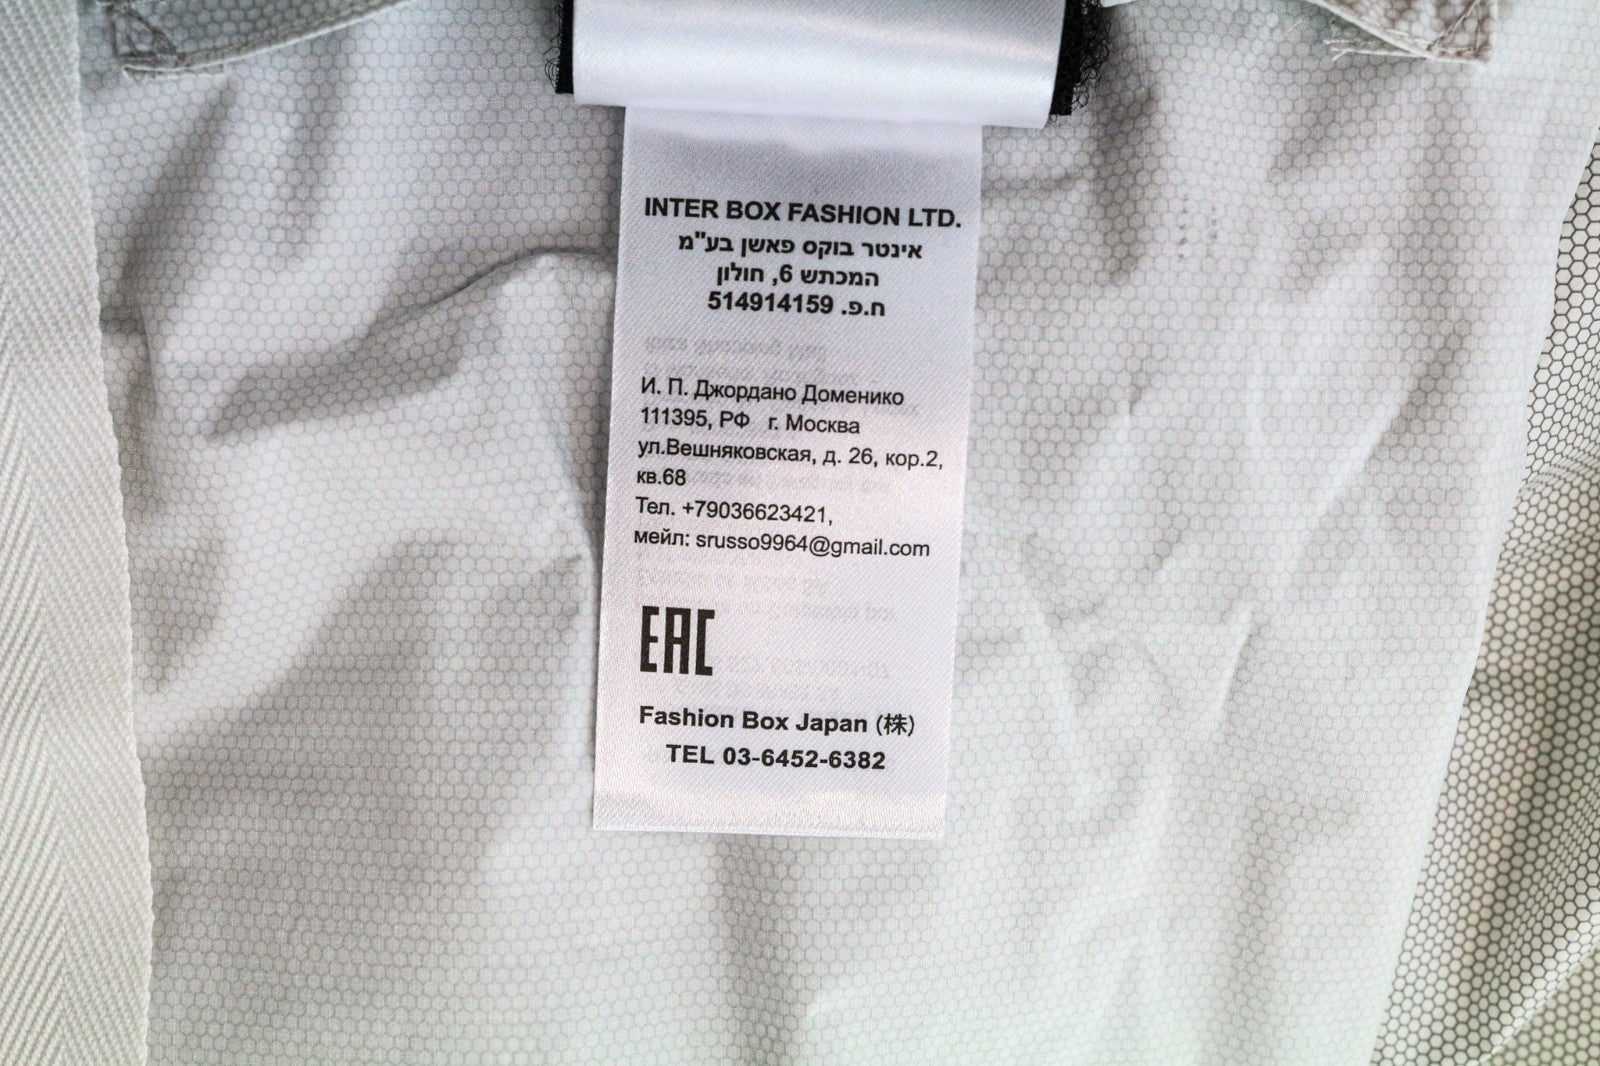 INTER BOX FASHION LTD.
אינטר בוקס פאשן בע"מ
המכתש 6, חולון
ח.פ. 514914159
И. П. Джордано Доменико
111395, РФ г. Москва
ул.Вешняковская, д. 26, кор.2,
кв.68
Тел. +79036623421,
мейл: srusso9964@gmail.com
EAC
Fashion Box Japan (株)
TEL 03-6452-6382